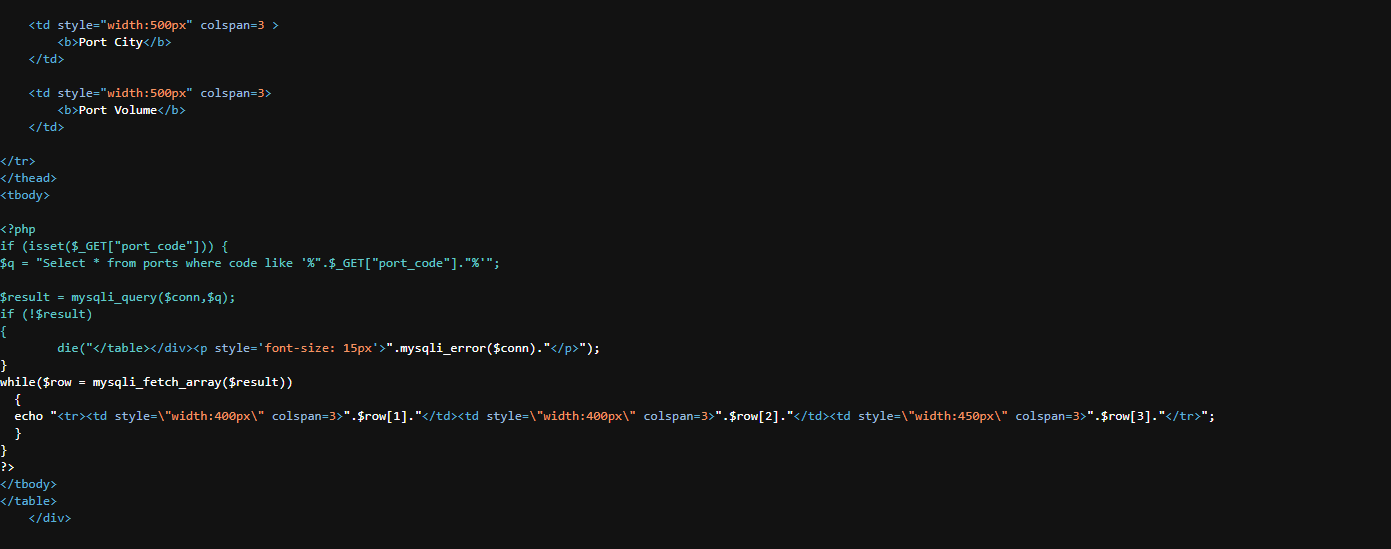 <td style="width:500px" colspan=3 >
<b>Port City</b>
</td>
<td style="width:500px" colspan=3>
<b>Port Volume</b>
</td>
</tr>
</thead>
<tbody>
<?php
if (isset($_GET["port_code"])) {
$q = "Select * from ports where code like '%".$_GET["port_code"]."%'";
$result = mysqli_query($conn,$q);
if (!$result)
{
die("</table></div><p style='font-size: 15px'>".mysqli_error($conn)."</p>");
}
while($row = mysqli_fetch_array($result))
{
echo "<tr><td style=\"width:400px\" colspan=3>".$row[1]."</td><td style=\"width:400px\" colspan=3>".$row[2]."</td><td style=\"width:450px\" colspan=3>".$row[3]."</tr>";
}
}
?>
</tbody>
</table>
</div>